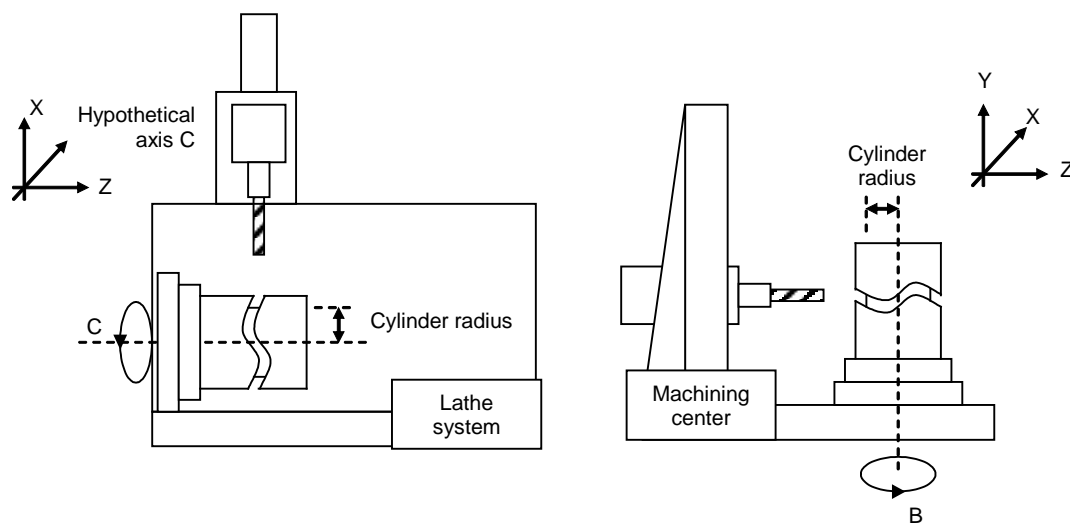 X
Z
Hypothetical
axis C
C
Cylinder radius
Lathe
system
Y
X
Z
Cylinder
radius
Machining
center
B